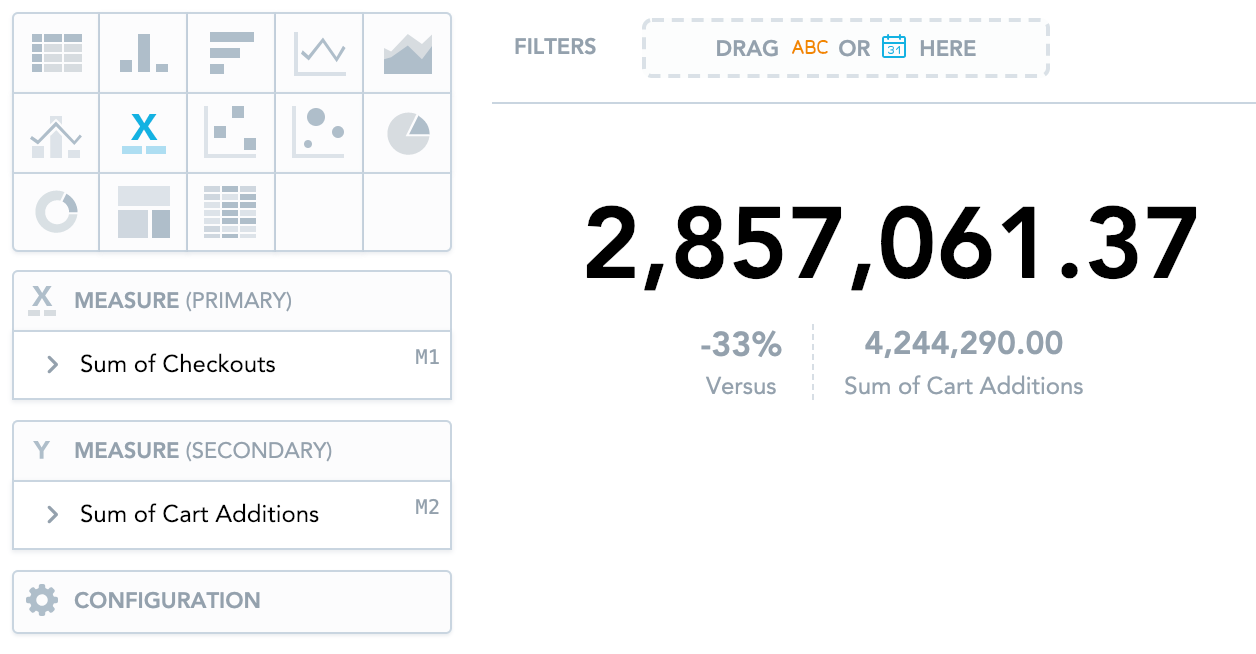 FILTERS
DRAG ABC OR 31 HERE
X
2,857,061.37
X MEASURE (PRIMARY)
Sum of Checkouts M1
-33% 4,244,290.00
Versus Sum of Cart Additions
Y MEASURE (SECONDARY)
Sum of Cart Additions M2
CONFIGURATION